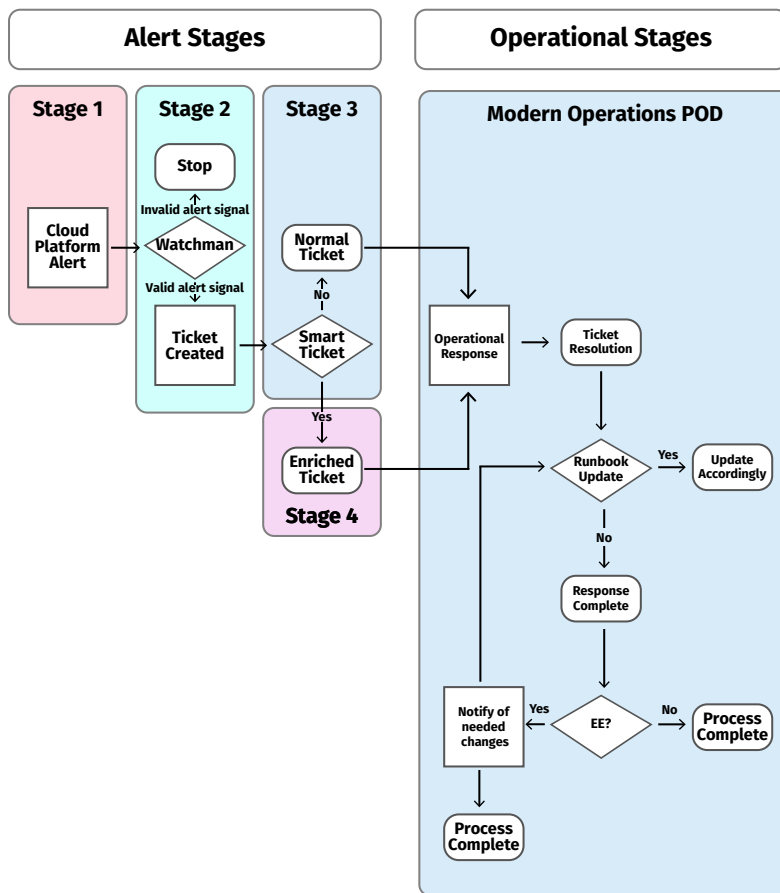 Alert Stages
Operational Stages
Stage 1
Stage 2
Stage 3
Modern Operations POD
Stop
Invalid alert signal
Cloud
Platform
Alert
Watchman
Valid alert signal
Ticket
Created
Normal
Ticket
No
Smart
Ticket
Yes
Enriched
Ticket
Stage 4
Operational
Response
Ticket
Resolution
Runbook
Update
Yes
Update
Accordingly
No
Response
Complete
EE?
Yes
No
Notify of
needed
changes
Process
Complete
Process
Complete